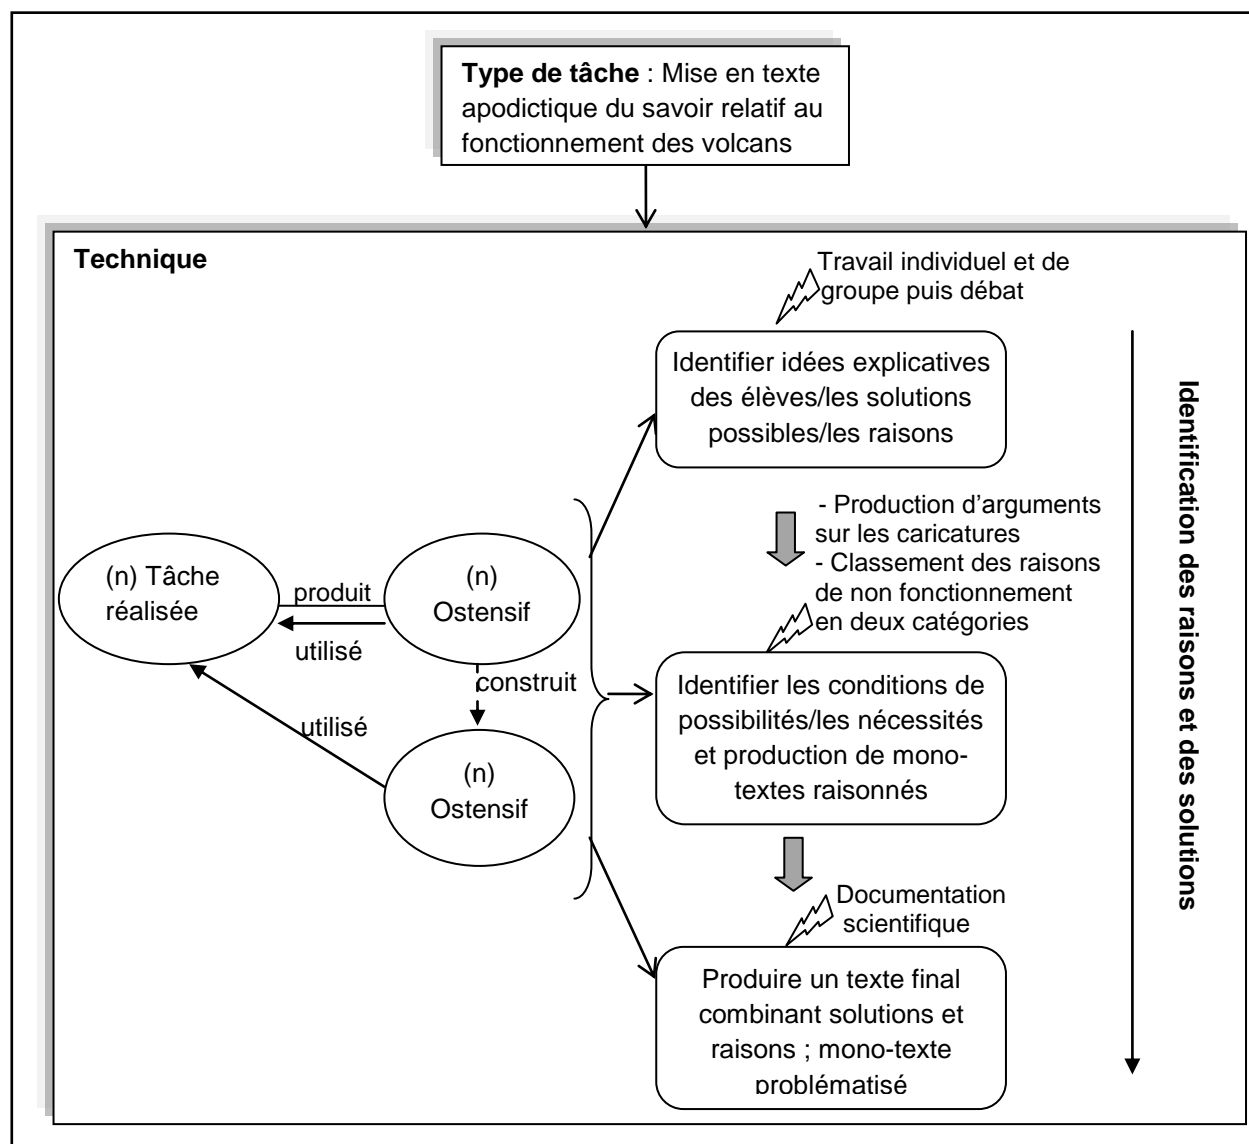 Type de tâche : Mise en texte
apodictique du savoir relatif au
fonctionnement des volcans
Technique
Travail individuel et de
groupe puis débat
Identifier idées explicatives
des élèves/les solutions
possibles/les raisons
- Production d’arguments
sur les caricatures
- Classement des raisons
de non fonctionnement
en deux catégories
(n) Tâche
réalisée
produit
utilisé
(n)
Ostensif
construit
utilisé
(n)
Ostensif
Identifier les conditions de
possibilités/les nécessités
et production de mono-
textes raisonnés
Documentation
scientifique
Produire un texte final
combinant solutions et
raisons ; mono-texte
problématisé
Identification des raisons et des solutions